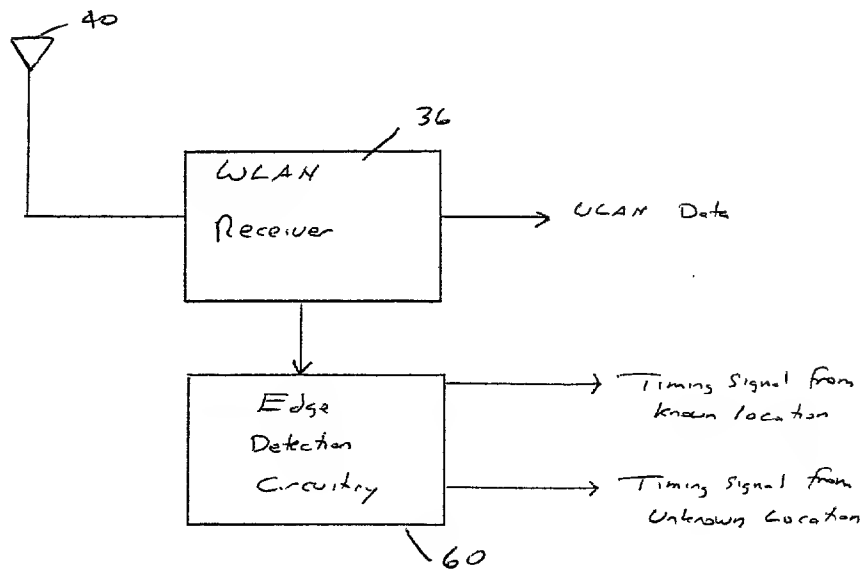 40
36
WLAN
Receiver
WLAN Data
Edge
Detection
Circuitry
Timing Signal from
Known Location
Timing Signal from
Unknown Location
60